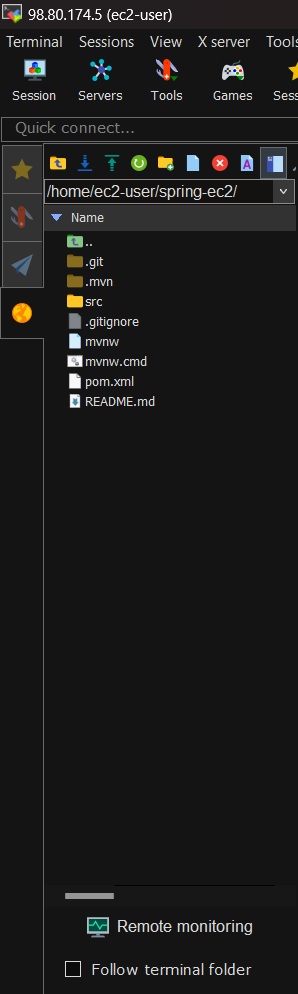 98.80.174.5 (ec2-user)
Terminal Sessions View X server Tools
Session Servers Tools Games Sess
Quick connect...
/home/ec2-user/spring-ec2/
Name
..
.git
.mvn
src
.gitignore
mvnw
mvnw.cmd
pom.xml
README.md
Remote monitoring
Follow terminal folder